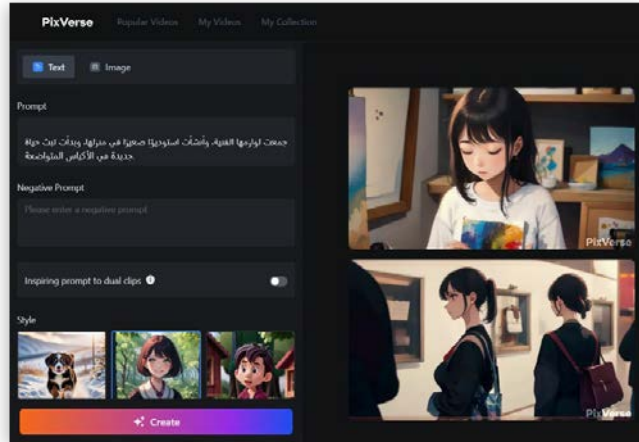 PixVerse
Popular Videos
My Videos
My Collection
Text
Image
Prompt
جمعت لوازمها الفنية، وأنشأت استوديوًا صغيرًا في منزلها، وبدأت تبث حياة
جديدة في الأكياس المتواضعة.
Negative Prompt
Please enter a negative prompt
Inspiring prompt to dual clips
Style
Create
PixVerse
PixVerse